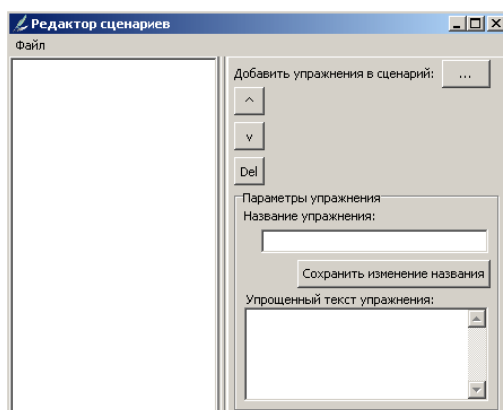 Редактор сценариев
Файл
Добавить упражнения в сценарий: ...
^
v
Del
Параметры упражнения
Название упражнения:
Сохранить изменение названия
Упрощенный текст упражнения: